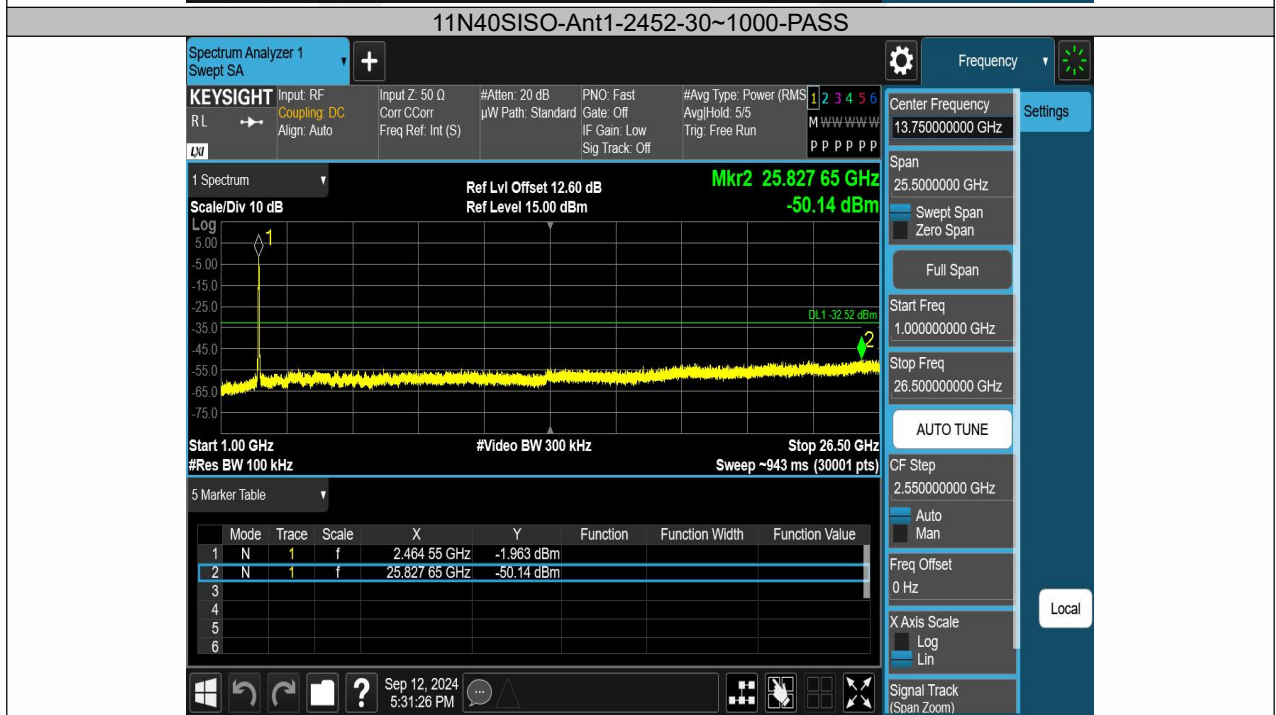 11N40SISO-Ant1-2452-30~1000-PASS
Spectrum Analyzer 1
Swept SA
+
Frequency
KEYSIGHT
R L
LXI
Input: RF
Coupling: DC
Align: Auto
Input Z: 50 Ω
Corr CCorr
Freq Ref: Int (S)
#Atten: 20 dB
µW Path: Standard
PNO: Fast
Gate: Off
IF Gain: Low
Sig Track: Off
#Avg Type: Power (RMS
Avg|Hold: 5/5
Trig: Free Run
1 2 3 4 5 6
M W W W W W
P P P P P P
1 Spectrum
Scale/Div 10 dB
Ref Lvl Offset 12.60 dB
Ref Level 15.00 dBm
Mkr2 25.827 65 GHz
-50.14 dBm
Log
5.00
-5.00
-15.0
-25.0
-35.0
-45.0
-55.0
-65.0
-75.0
1
DL1 -32.52 dBm
2
Start 1.00 GHz
#Video BW 300 kHz
Stop 26.50 GHz
#Res BW 100 kHz
Sweep ~943 ms (30001 pts)
5 Marker Table
Mode Trace Scale X Y Function Function Width Function Value
1 N 1 f 2.464 55 GHz -1.963 dBm
2 N 1 f 25.827 65 GHz -50.14 dBm
3
4
5
6
Sep 12, 2024
5:31:26 PM
?
Center Frequency
13.750000000 GHz
Settings
Span
25.5000000 GHz
Swept Span
Zero Span
Full Span
Start Freq
1.000000000 GHz
Stop Freq
26.500000000 GHz
AUTO TUNE
CF Step
2.550000000 GHz
Auto
Man
Freq Offset
0 Hz
Local
X Axis Scale
Log
Lin
Signal Track
(Span Zoom)